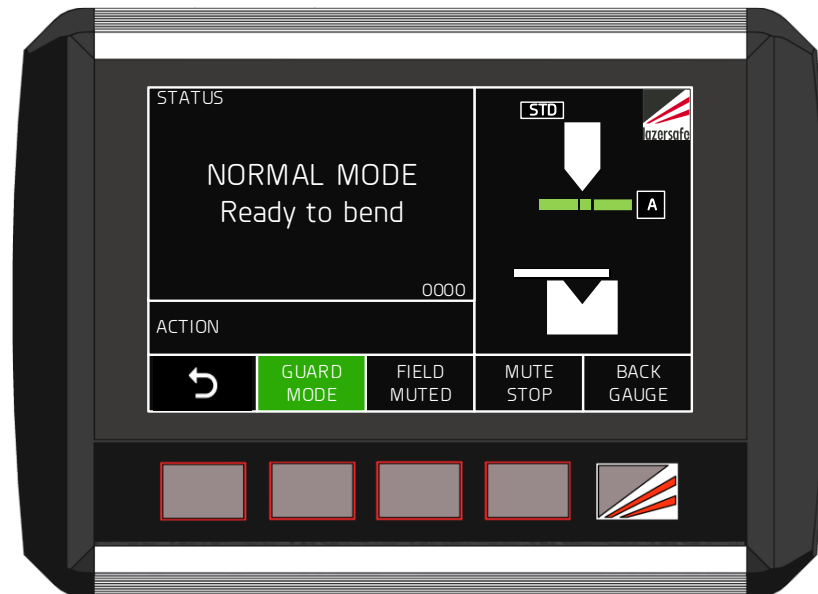 STATUS
NORMAL MODE
Ready to bend
0000
ACTION
STD
lazersafe
A
GUARD
MODE
FIELD
MUTED
MUTE
STOP
BACK
GAUGE